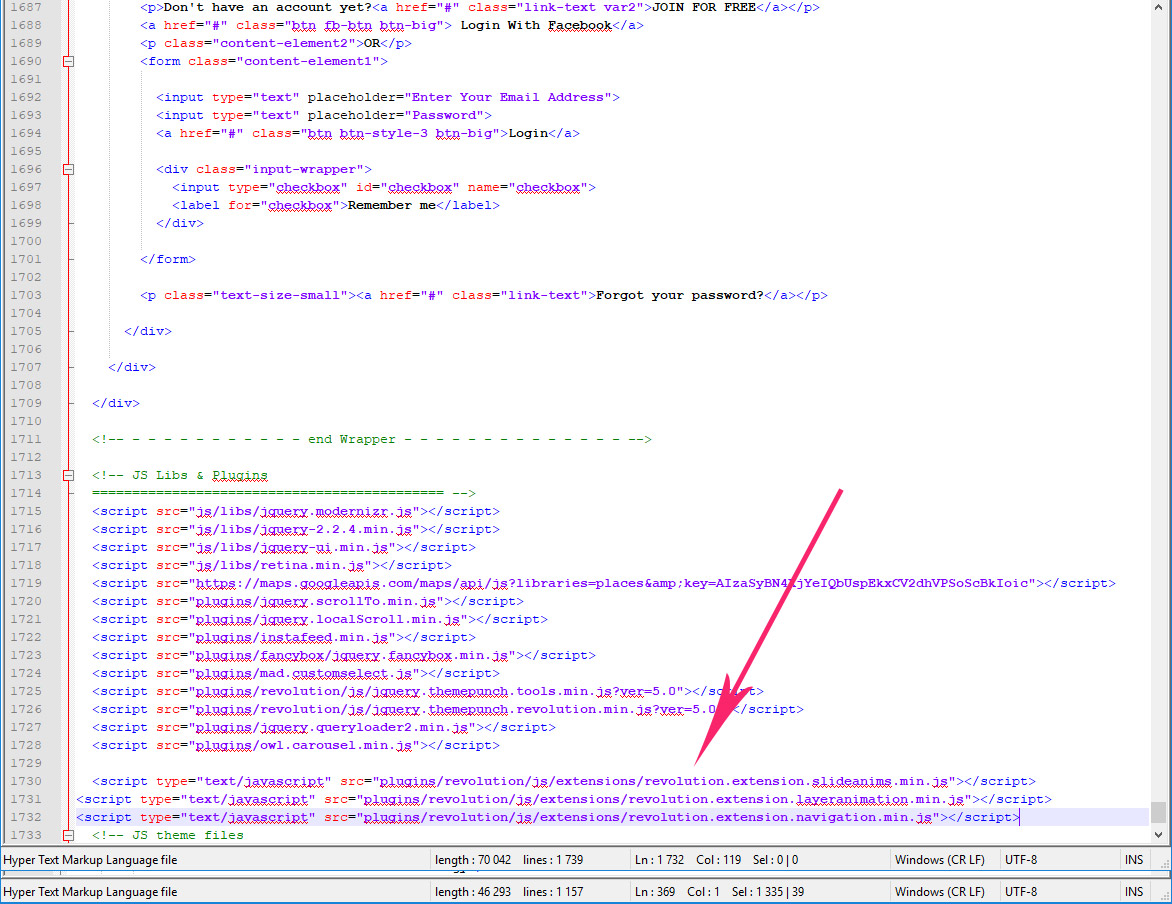 1687 <p>Don't have an account yet?<a href="#" class="link-text var2">JOIN FOR FREE</a></p>
1688 <a href="#" class="btn fb-btn btn-big"> Login With Facebook</a>
1689 <p class="content-element2">OR</p>
1690 <form class="content-element1">
1691
1692 <input type="text" placeholder="Enter Your Email Address">
1693 <input type="text" placeholder="Password">
1694 <a href="#" class="btn btn-style-3 btn-big">Login</a>
1695
1696 <div class="input-wrapper">
1697 <input type="checkbox" id="checkbox" name="checkbox">
1698 <label for="checkbox">Remember me</label>
1699 </div>
1700
1701 </form>
1702
1703 <p class="text-size-small"><a href="#" class="link-text">Forgot your password?</a></p>
1704
1705 </div>
1706
1707 </div>
1708
1709 </div>
1710
1711 <!-- - - - - - - - - - - - - end Wrapper - - - - - - - - - - - - - - -->
1712
1713 <!-- JS Libs & Plugins
1714 ============================================ -->
1715 <script src="js/libs/jquery.modernizr.js"></script>
1716 <script src="js/libs/jquery-2.2.4.min.js"></script>
1717 <script src="js/libs/jquery-ui.min.js"></script>
1718 <script src="js/libs/retina.min.js"></script>
1719 <script src="https://maps.googleapis.com/maps/api/js?libraries=places&amp;key="></script>
1720 <script src="plugins/jquery.scrollTo.min.js"></script>
1721 <script src="plugins/jquery.localScroll.min.js"></script>
1722 <script src="plugins/instafeed.min.js"></script>
1723 <script src="plugins/fancybox/jquery.fancybox.min.js"></script>
1724 <script src="plugins/mad.customselect.js"></script>
1725 <script src="plugins/revolution/js/jquery.themepunch.tools.min.js?ver=5.0"></script>
1726 <script src="plugins/revolution/js/jquery.themepunch.revolution.min.js?ver=5.0"></script>
1727 <script src="plugins/jquery.queryloader2.min.js"></script>
1728 <script src="plugins/owl.carousel.min.js"></script>
1729
1730 <script type="text/javascript" src="plugins/revolution/js/extensions/revolution.extension.slideanims.min.js"></script>
1731 <script type="text/javascript" src="plugins/revolution/js/extensions/revolution.extension.layeranimation.min.js"></script>
1732 <script type="text/javascript" src="plugins/revolution/js/extensions/revolution.extension.navigation.min.js"></script>
1733 <!-- JS theme files
Hyper Text Markup Language file length : 70 042 lines : 1 739 Ln : 1 732 Col : 119 Sel : 0 | 0 Windows (CR LF) UTF-8 INS
Hyper Text Markup Language file length : 46 293 lines : 1 157 Ln : 369 Col : 1 Sel : 1 335 | 39 Windows (CR LF) UTF-8 INS